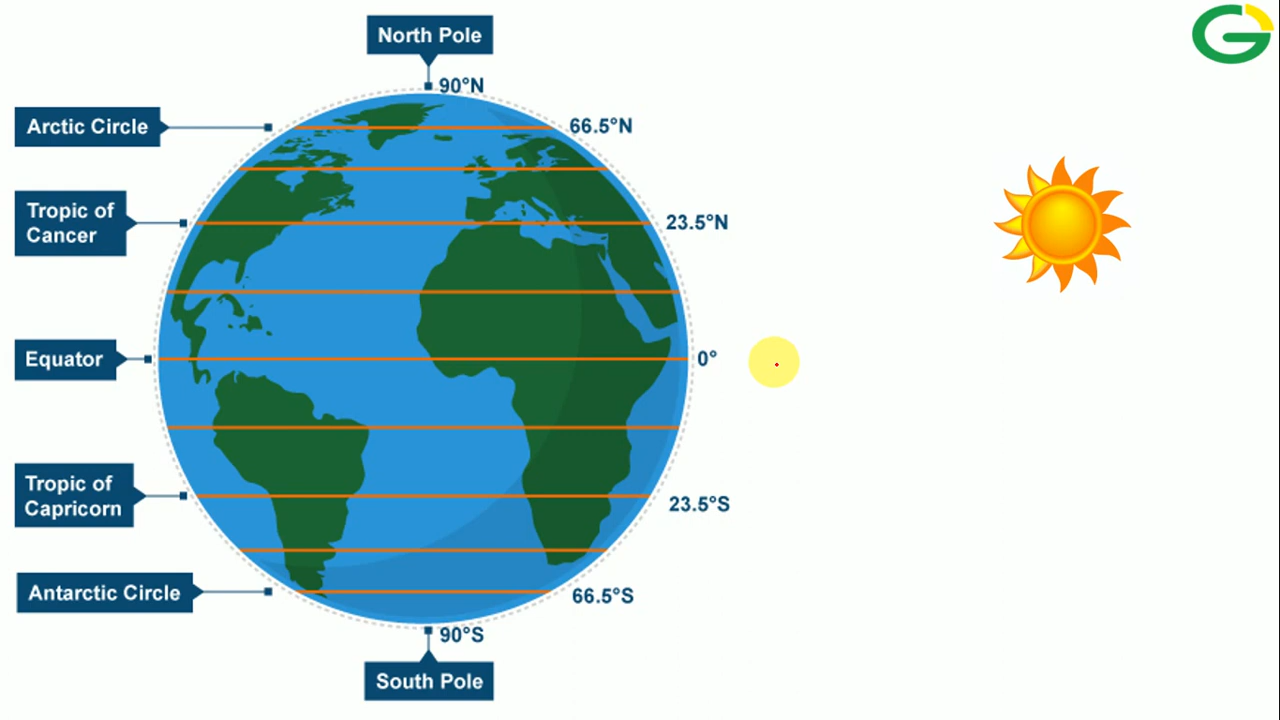 North Pole
90°N
Arctic Circle
66.5°N
Tropic of
Cancer
23.5°N
Equator
0°
Tropic of
Capricorn
23.5°S
Antarctic Circle
66.5°S
90°S
South Pole
G